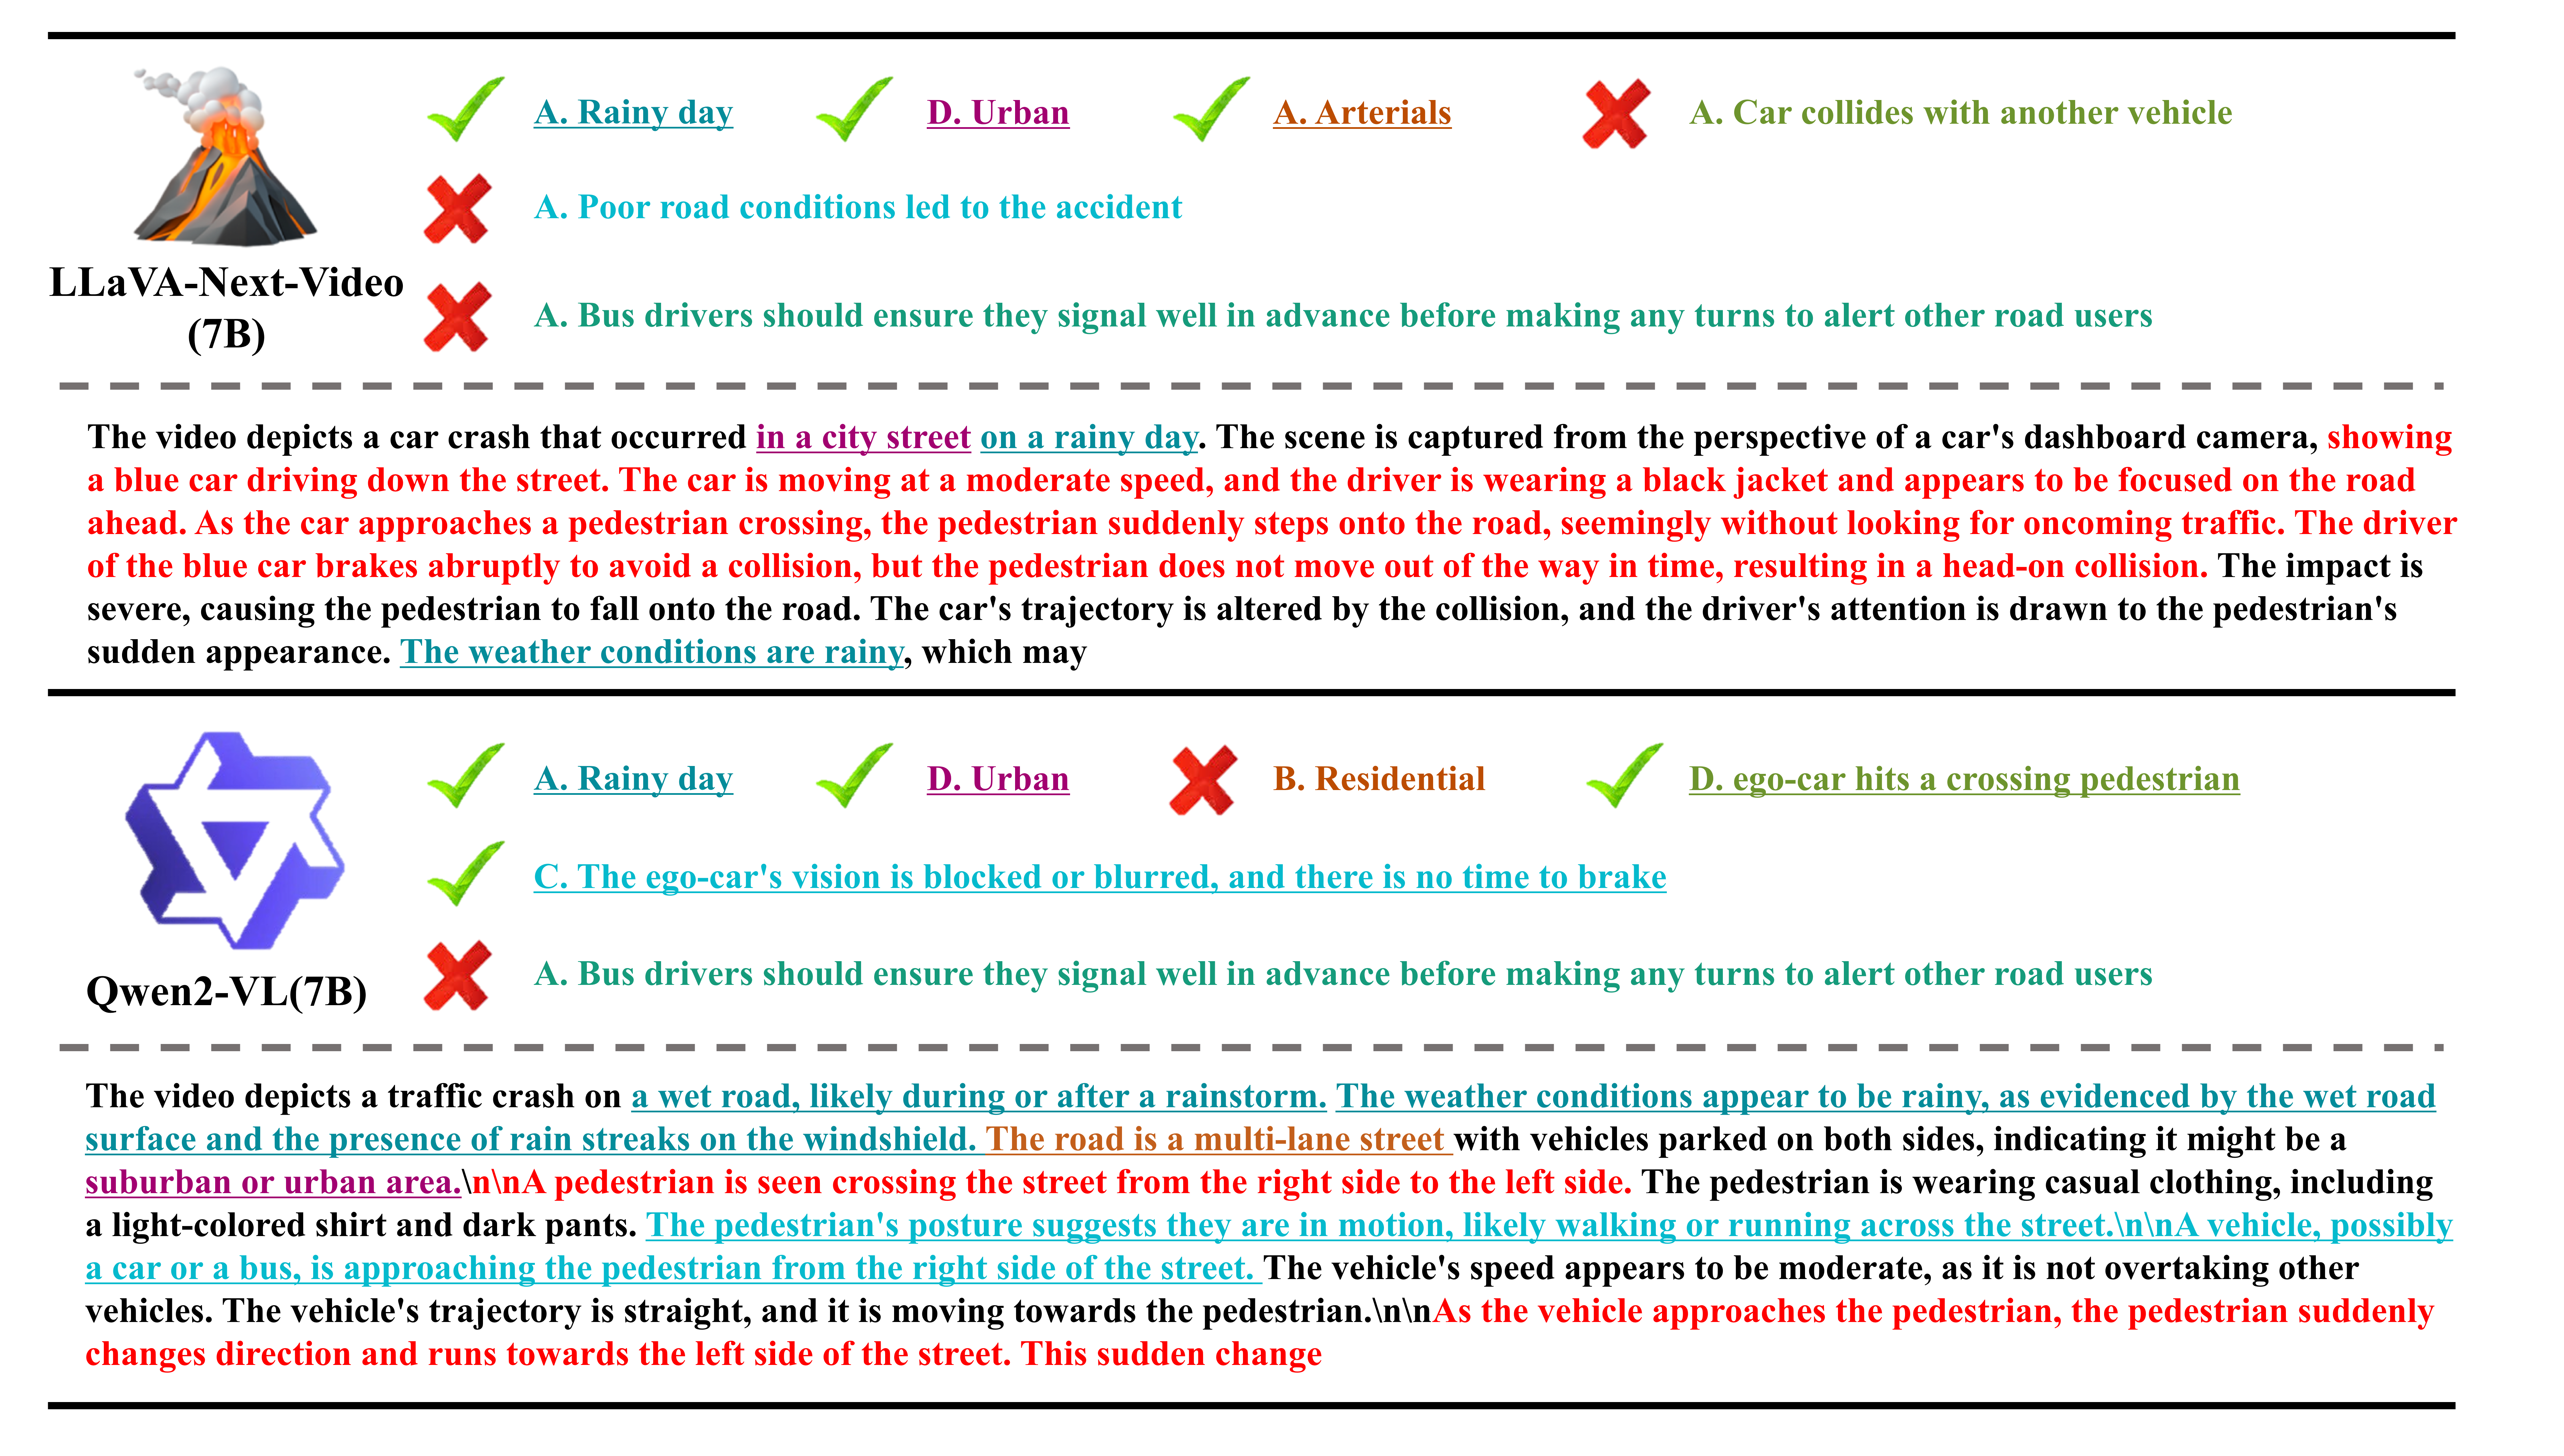 A. Rainy day D. Urban A. Arterials A. Car collides with another vehicle
A. Poor road conditions led to the accident
LLaVA-Next-Video
(7B)
A. Bus drivers should ensure they signal well in advance before making any turns to alert other road users
The video depicts a car crash that occurred in a city street on a rainy day. The scene is captured from the perspective of a car's dashboard camera, showing
a blue car driving down the street. The car is moving at a moderate speed, and the driver is wearing a black jacket and appears to be focused on the road
ahead. As the car approaches a pedestrian crossing, the pedestrian suddenly steps onto the road, seemingly without looking for oncoming traffic. The driver
of the blue car brakes abruptly to avoid a collision, but the pedestrian does not move out of the way in time, resulting in a head-on collision. The impact is
severe, causing the pedestrian to fall onto the road. The car's trajectory is altered by the collision, and the driver's attention is drawn to the pedestrian's
sudden appearance. The weather conditions are rainy, which may
A. Rainy day D. Urban B. Residential D. ego-car hits a crossing pedestrian
C. The ego-car's vision is blocked or blurred, and there is no time to brake
Qwen2-VL(7B)
A. Bus drivers should ensure they signal well in advance before making any turns to alert other road users
The video depicts a traffic crash on a wet road, likely during or after a rainstorm. The weather conditions appear to be rainy, as evidenced by the wet road
surface and the presence of rain streaks on the windshield. The road is a multi-lane street with vehicles parked on both sides, indicating it might be a
suburban or urban area.\n\nA pedestrian is seen crossing the street from the right side to the left side. The pedestrian is wearing casual clothing, including
a light-colored shirt and dark pants. The pedestrian's posture suggests they are in motion, likely walking or running across the street.\n\nA vehicle, possibly
a car or a bus, is approaching the pedestrian from the right side of the street. The vehicle's speed appears to be moderate, as it is not overtaking other
vehicles. The vehicle's trajectory is straight, and it is moving towards the pedestrian.\n\nAs the vehicle approaches the pedestrian, the pedestrian suddenly
changes direction and runs towards the left side of the street. This sudden change